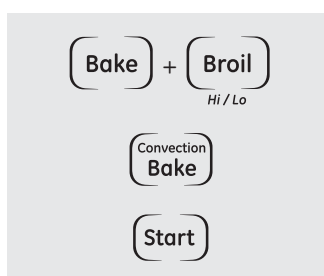 Bake + Broil
Hi / Lo
Convection
Bake
Start